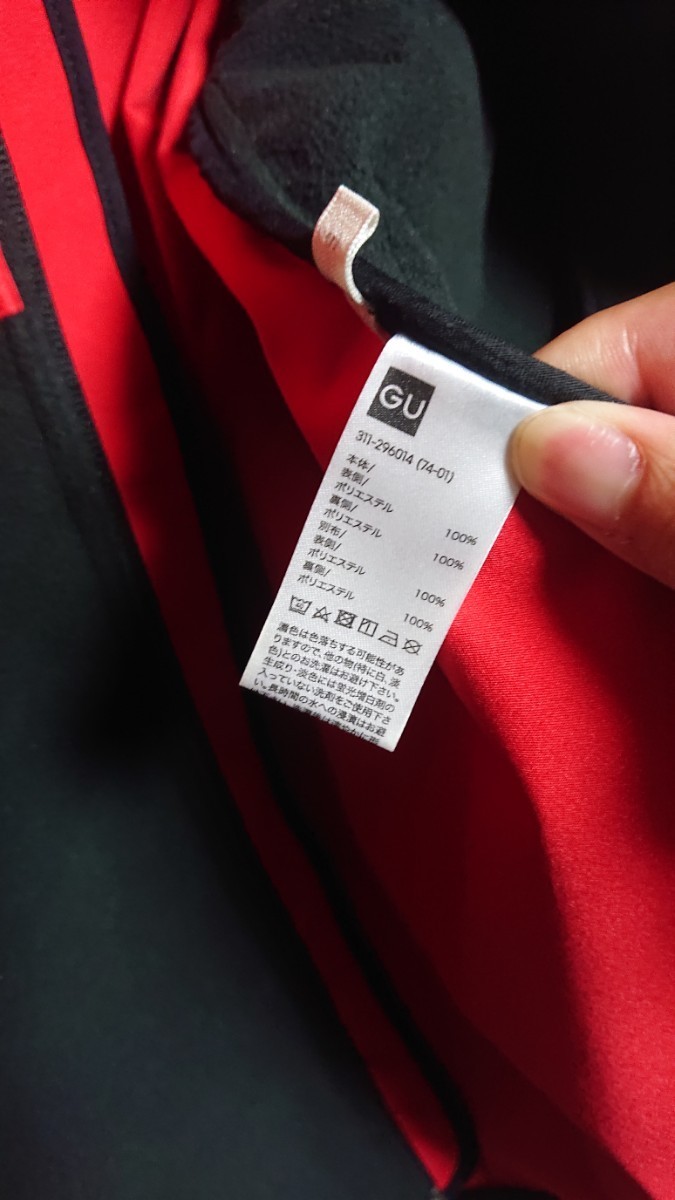 GU
311-296014 (74-01)
本体/
表側/
ポリエステル 100%
裏側/
ポリエステル 100%
別布/
表側/
ポリエステル 100%
裏側/
ポリエステル 100%
濃色は色落ちする可能性があ
りますので、他の物(特に白、淡
色)とのお洗濯はお避け下さい。
生成り・淡色には蛍光増白剤の
入っていない洗剤をご使用下さ
い。長時間の水への浸漬はお避